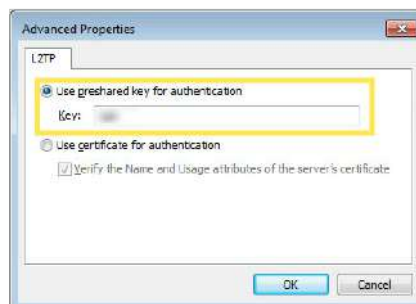 Advanced Properties
L2TP
Use preshared key for authentication
Key:
Use certificate for authentication
Verify the Name and Usage attributes of the server's certificate
OK Cancel